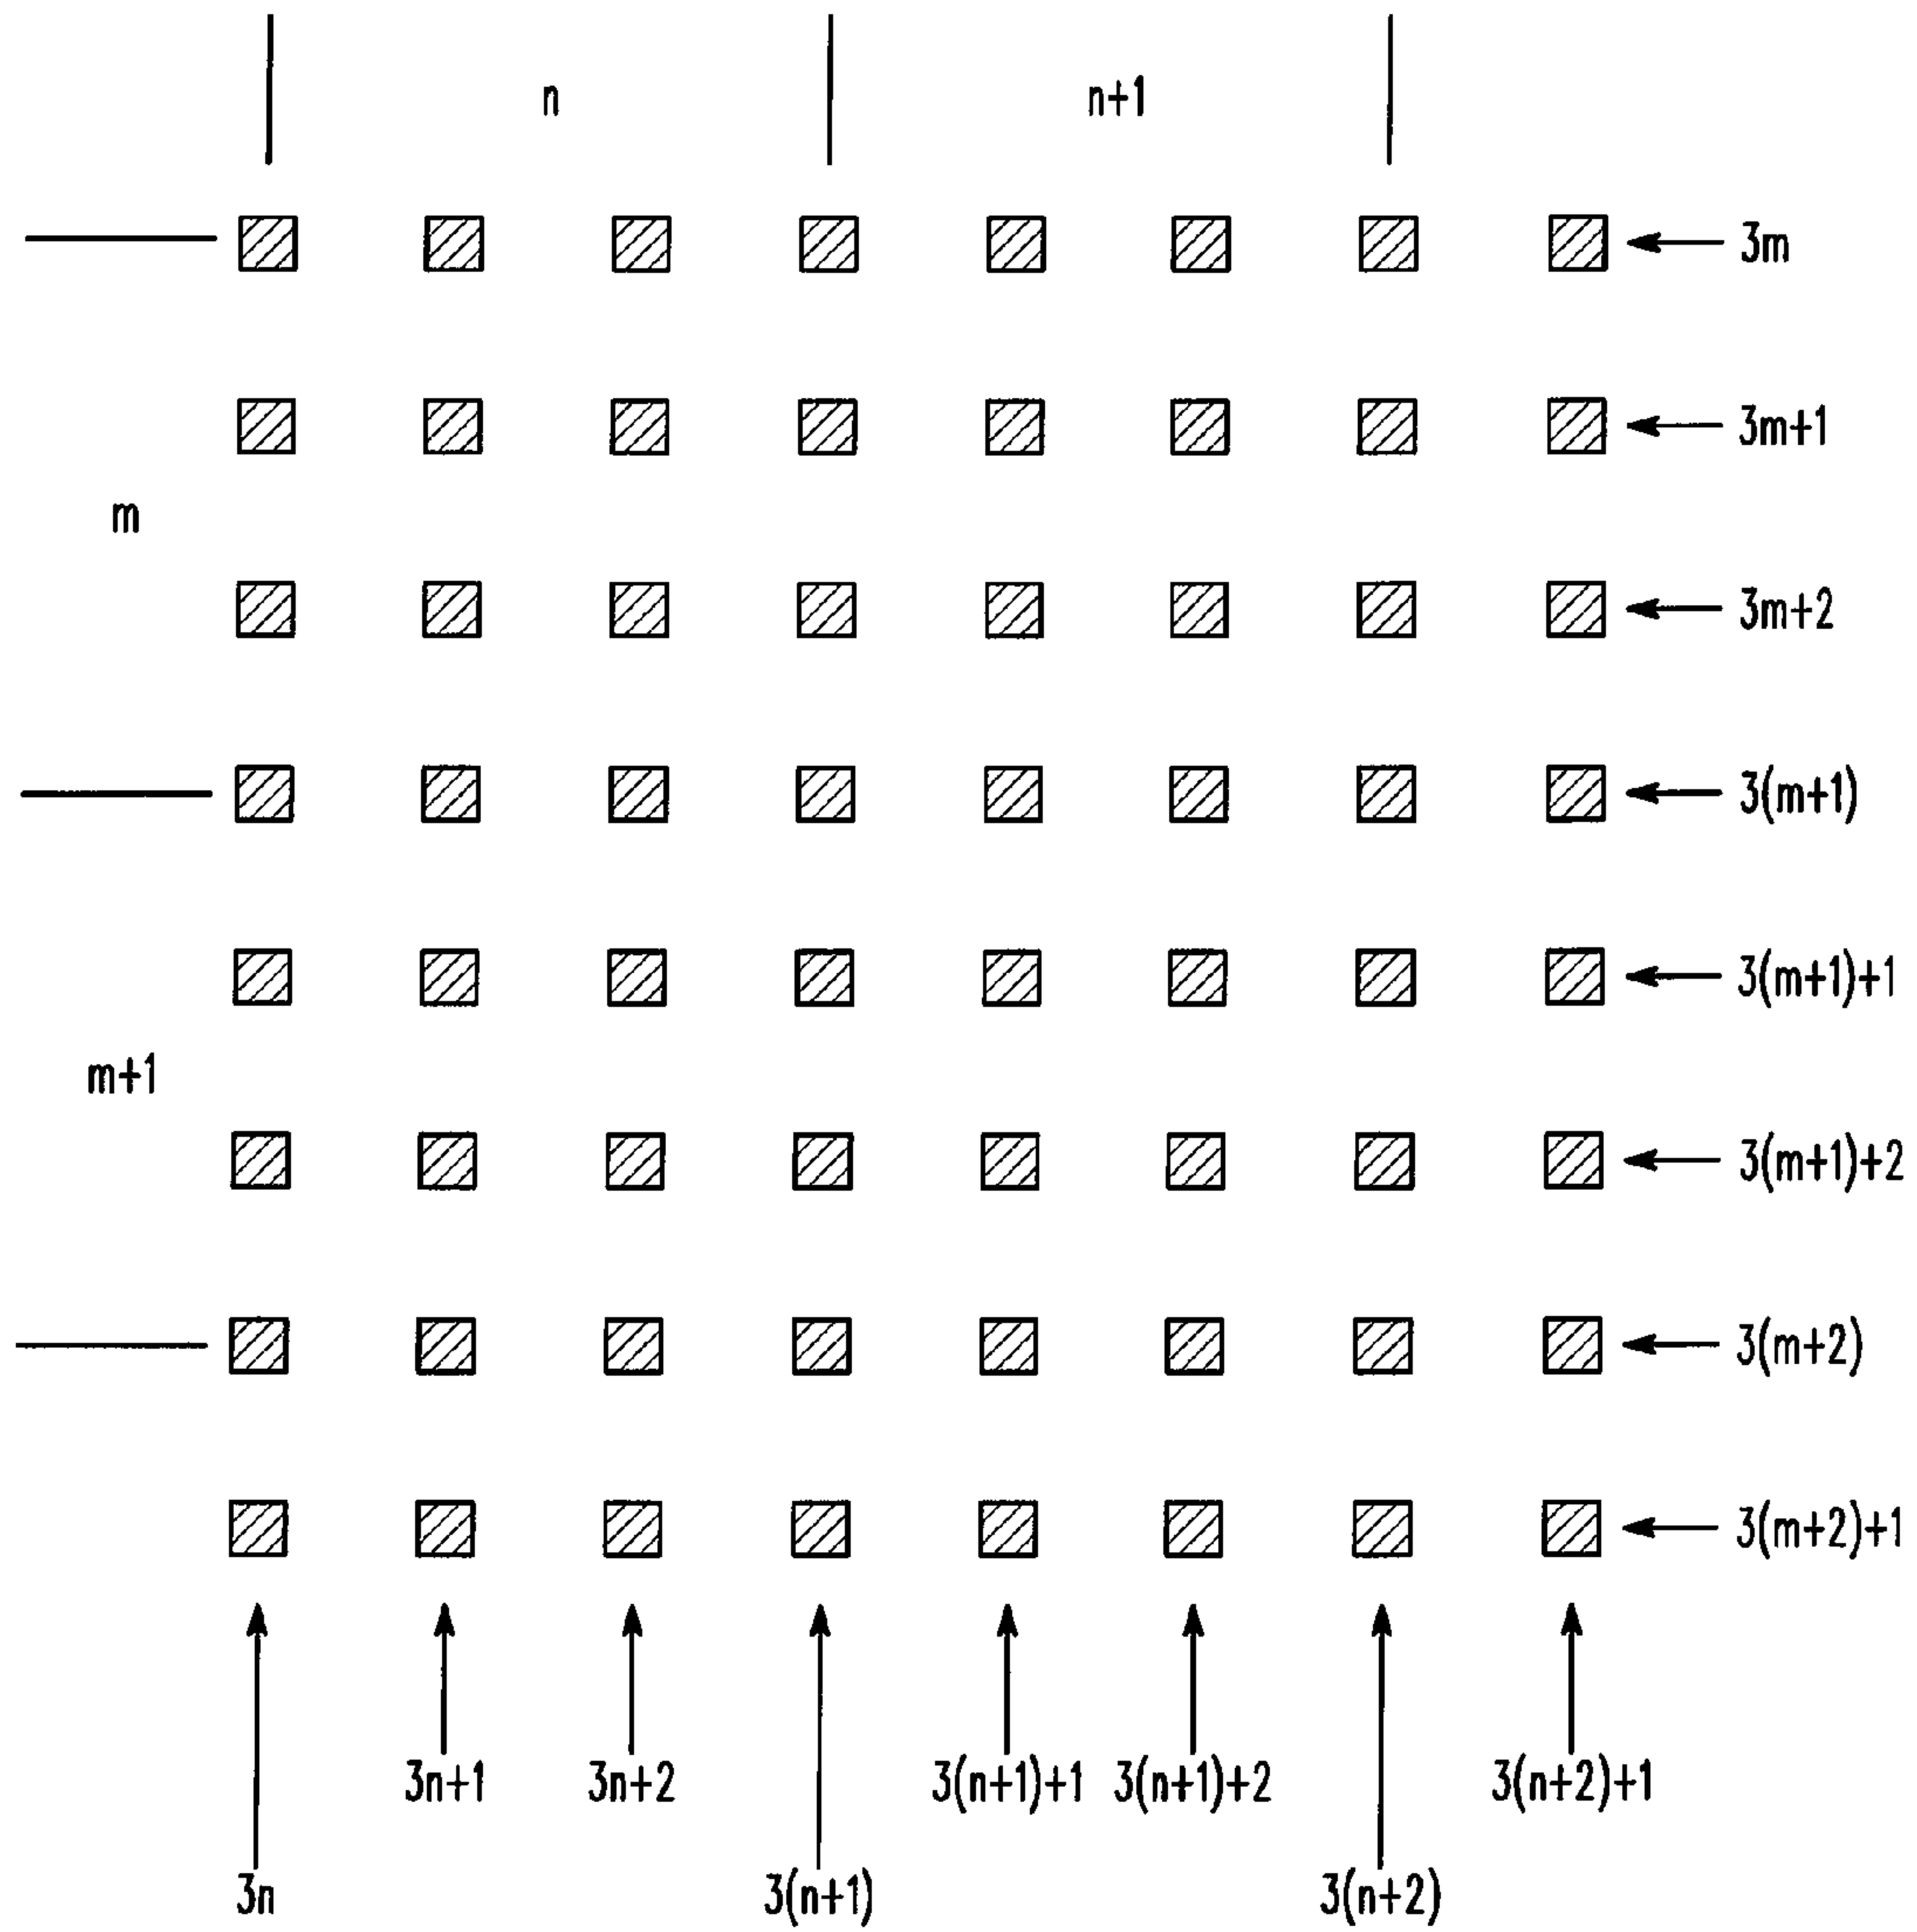 n n+1
3m
3m+1
m
3m+2
3(m+1)
3(m+1)+1
m+1
3(m+1)+2
3(m+2)
3(m+2)+1
3n+1 3n+2 3(n+1)+1 3(n+1)+2 3(n+2)+1
3n 3(n+1) 3(n+2)